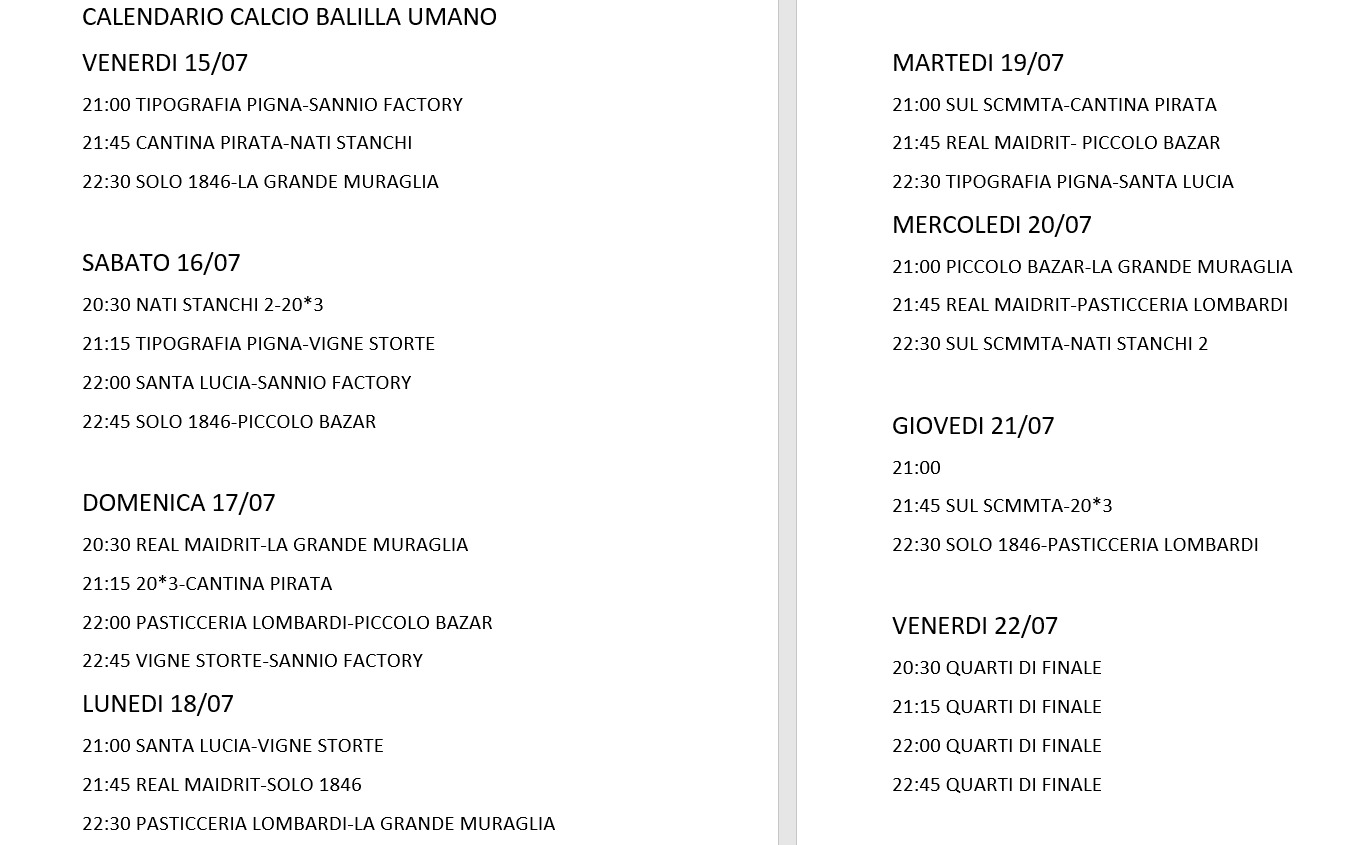 CALENDARIO CALCIO BALILLA UMANO
VENERDI 15/07
21:00 TIPOGRAFIA PIGNA-SANNIO FACTORY
21:45 CANTINA PIRATA-NATI STANCHI
22:30 SOLO 1846-LA GRANDE MURAGLIA
SABATO 16/07
20:30 NATI STANCHI 2-20*3
21:15 TIPOGRAFIA PIGNA-VIGNE STORTE
22:00 SANTA LUCIA-SANNIO FACTORY
22:45 SOLO 1846-PICCOLO BAZAR
DOMENICA 17/07
20:30 REAL MAIDRIT-LA GRANDE MURAGLIA
21:15 20*3-CANTINA PIRATA
22:00 PASTICCERIA LOMBARDI-PICCOLO BAZAR
22:45 VIGNE STORTE-SANNIO FACTORY
LUNEDI 18/07
21:00 SANTA LUCIA-VIGNE STORTE
21:45 REAL MAIDRIT-SOLO 1846
22:30 PASTICCERIA LOMBARDI-LA GRANDE MURAGLIA
MARTEDI 19/07
21:00 SUL SCMMTA-CANTINA PIRATA
21:45 REAL MAIDRIT- PICCOLO BAZAR
22:30 TIPOGRAFIA PIGNA-SANTA LUCIA
MERCOLEDI 20/07
21:00 PICCOLO BAZAR-LA GRANDE MURAGLIA
21:45 REAL MAIDRIT-PASTICCERIA LOMBARDI
22:30 SUL SCMMTA-NATI STANCHI 2
GIOVEDI 21/07
21:00
21:45 SUL SCMMTA-20*3
22:30 SOLO 1846-PASTICCERIA LOMBARDI
VENERDI 22/07
20:30 QUARTI DI FINALE
21:15 QUARTI DI FINALE
22:00 QUARTI DI FINALE
22:45 QUARTI DI FINALE